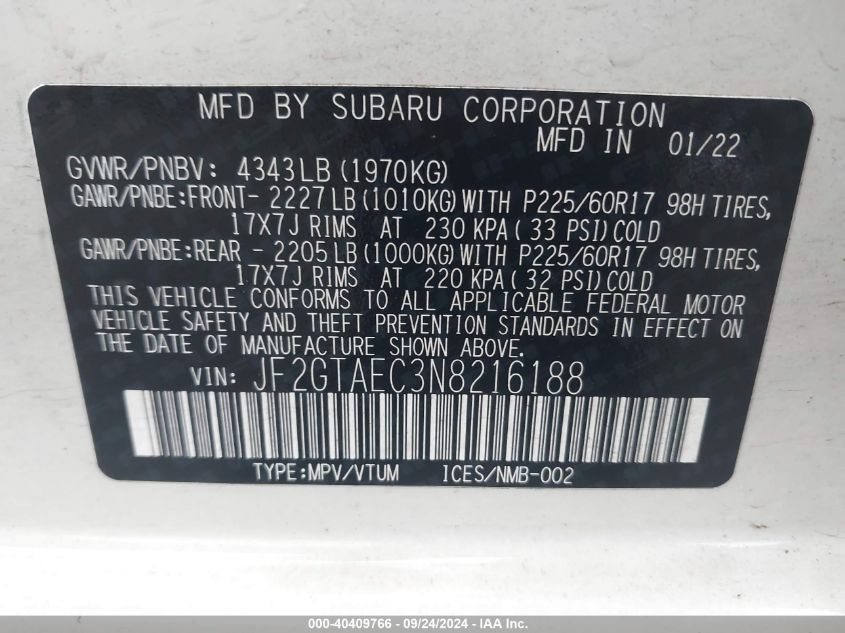 MFD BY SUBARU CORPORATION
MFD IN 01/22
GVWR/PNBV: 4343LB(1970KG)
GAWR/PNBE:FRONT- 2227LB(1010KG)WITH P225/60R17 98H TIRES,
17X7J RIMS AT 230 KPA( 33 PSI)COLD
GAWR/PNBE:REAR - 2205LB(1000KG)WITH P225/60R17 98H TIRES,
17X7J RIMS AT 220 KPA( 32 PSI)COLD
THIS VEHICLE CONFORMS TO ALL APPLICABLE FEDERAL MOTOR
VEHICLE SAFETY AND THEFT PREVENTION STANDARDS IN EFFECT ON
THE DATE OF MANUFACTURE SHOWN ABOVE.
VIN: JF2GTAEC3N8216188
TYPE:MPV/VTUM ICES/NMB-002
000-40409766 - 09/24/2024 - IAAI.com